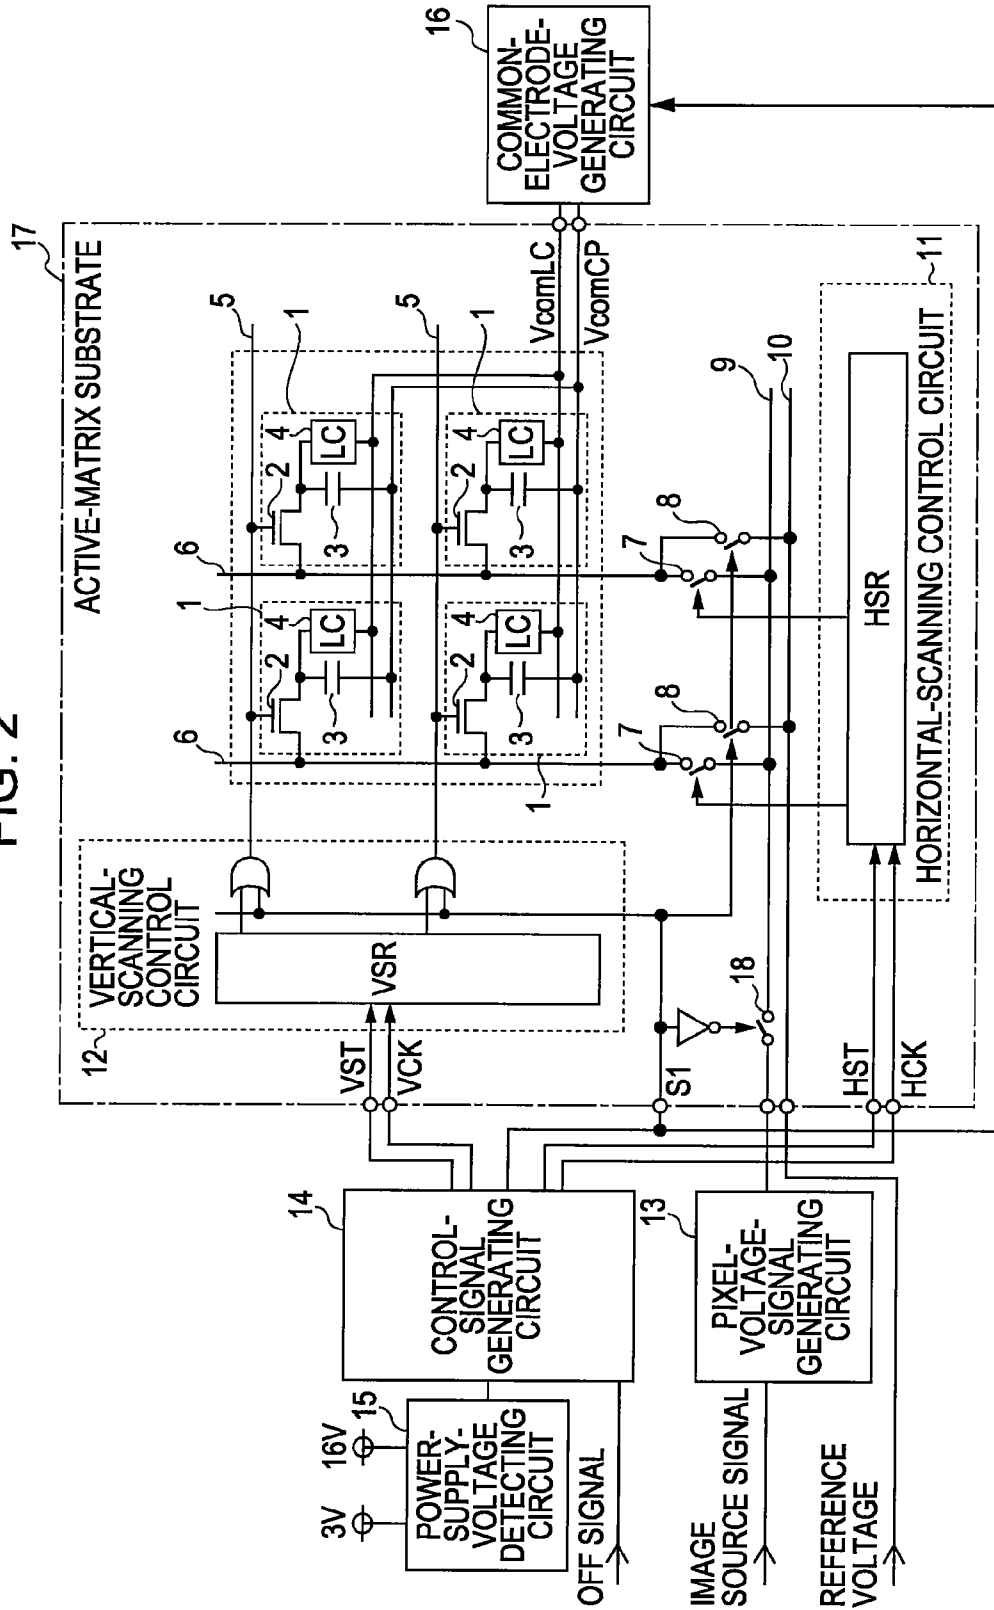 FIG. 2
17
ACTIVE-MATRIX SUBSTRATE
16
COMMON-
ELECTRODE-
VOLTAGE
GENERATING
CIRCUIT
VcomLC
VcomCP
12
VERTICAL-
SCANNING
CONTROL
CIRCUIT
VSR
VST
VCK
5
5
6
6
1
1
1
1
2
3
4
LC
2
3
4
LC
2
3
4
LC
2
3
4
LC
7
8
7
8
9
10
18
S1
11
HSR
HORIZONTAL-SCANNING CONTROL CIRCUIT
HST
HCK
14
CONTROL-
SIGNAL
GENERATING
CIRCUIT
13
PIXEL-
VOLTAGE-
SIGNAL
GENERATING
CIRCUIT
3V
16V
15
POWER-
SUPPLY-
VOLTAGE
DETECTING
CIRCUIT
OFF SIGNAL
IMAGE
SOURCE SIGNAL
REFERENCE
VOLTAGE